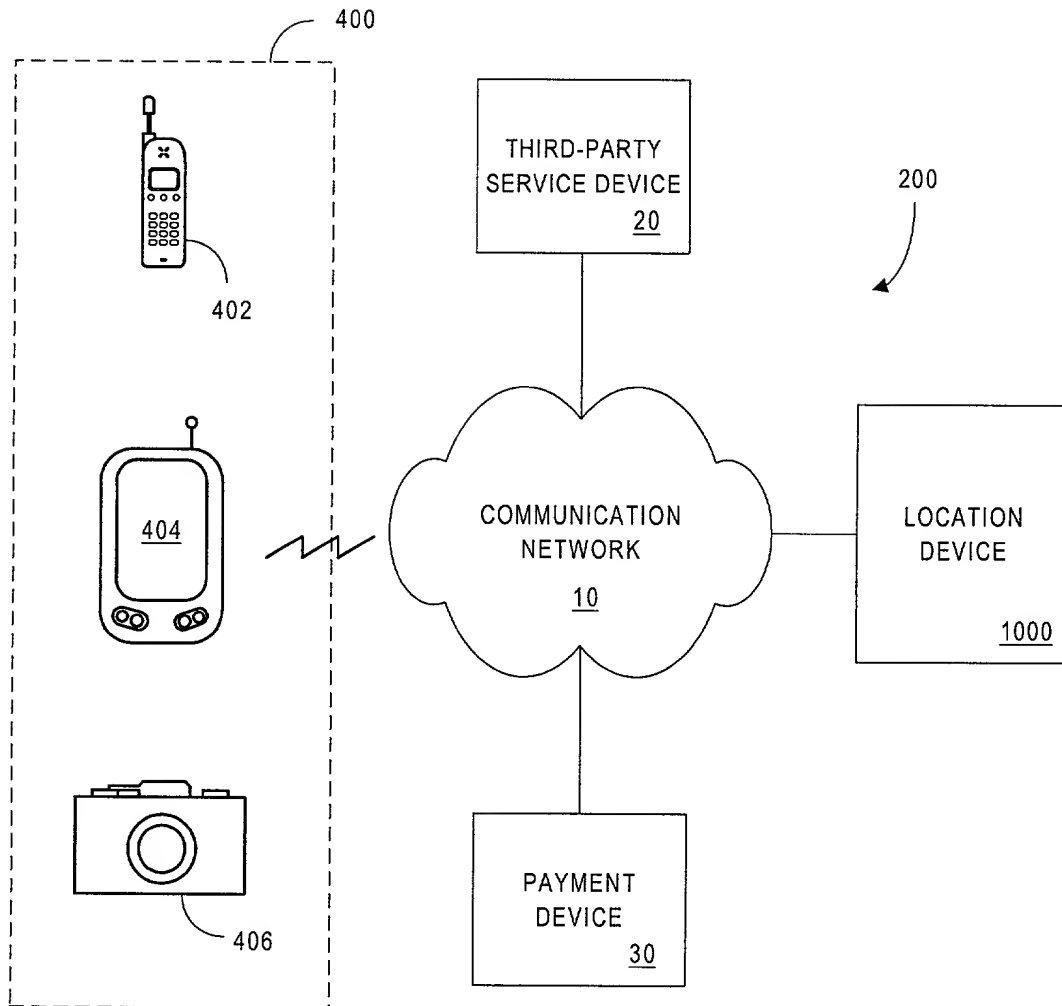 400
THIRD-PARTY
SERVICE DEVICE
20
200
402
404
COMMUNICATION
NETWORK
10
LOCATION
DEVICE
1000
406
PAYMENT
DEVICE
30